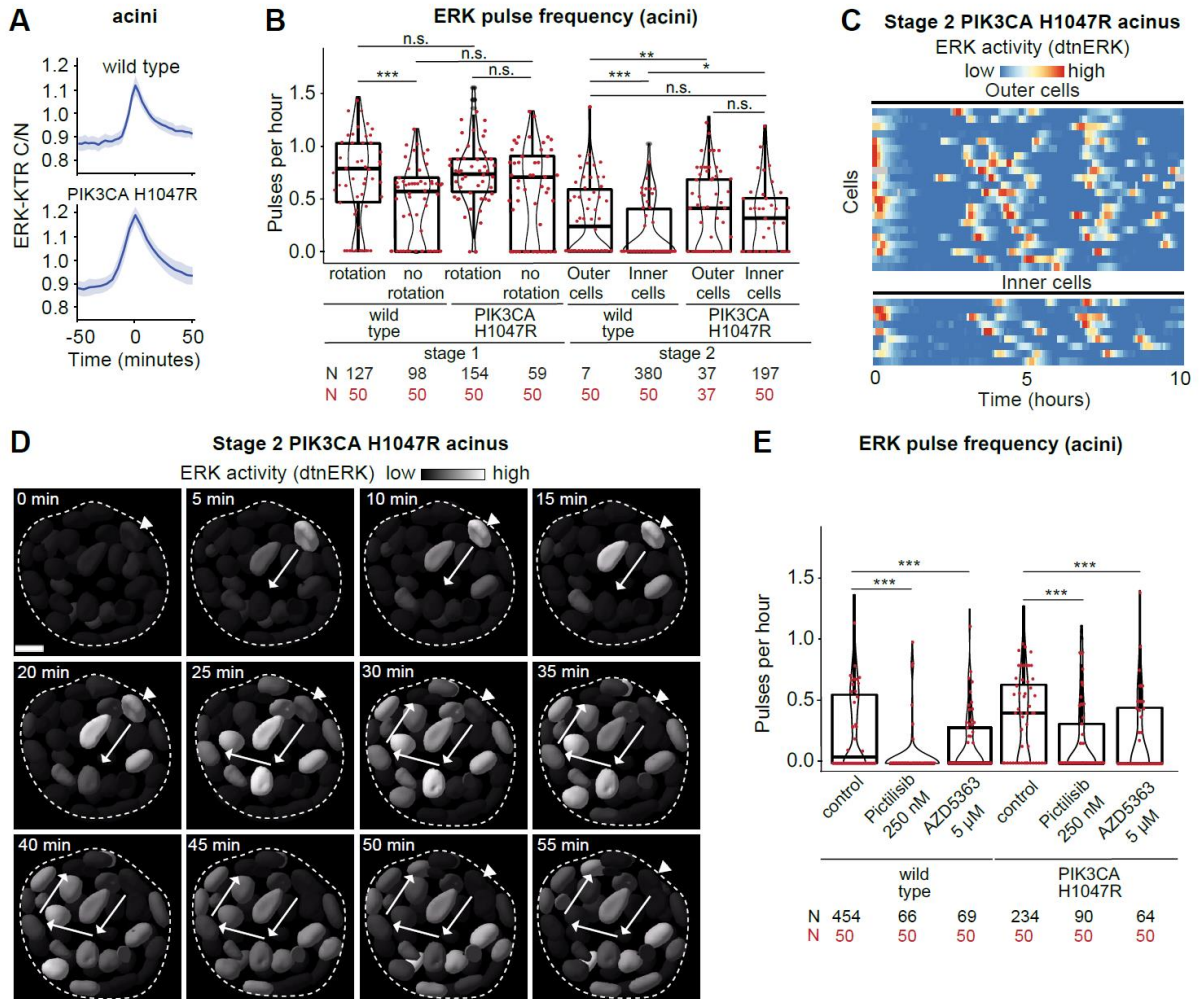 A
acini
wild type
1.2
1.1
1.0
0.9
0.8
PIK3CA H1047R
1.2
1.1
1.0
0.9
0.8
ERK-KTR C/N
-50 0 50
Time (minutes)
B
ERK pulse frequency (acini)
n.s.
n.s.
*** n.s.
**
*** *
n.s.
n.s.
Pulses per hour
1.5
1.0
0.5
0.0
rotation no rotation rotation no rotation Outer cells Inner cells Outer cells Inner cells
wild type PIK3CA H1047R wild type PIK3CA H1047R
stage 1 stage 2
N 127 98 154 59 7 380 37 197
N 50 50 50 50 50 50 37 50
C
Stage 2 PIK3CA H1047R acinus
ERK activity (dtnERK)
low high
Outer cells
Cells
Inner cells
0 5 10
Time (hours)
D
Stage 2 PIK3CA H1047R acinus
ERK activity (dtnERK) low high
0 min 5 min 10 min 15 min
20 min 25 min 30 min 35 min
40 min 45 min 50 min 55 min
E
ERK pulse frequency (acini)
*** ***
*** ***
Pulses per hour
1.5
1.0
0.5
0.0
control Pictilisib 250 nM AZD5363 5 µM control Pictilisib 250 nM AZD5363 5 µM
wild type PIK3CA H1047R
N 454 66 69 234 90 64
N 50 50 50 50 50 50